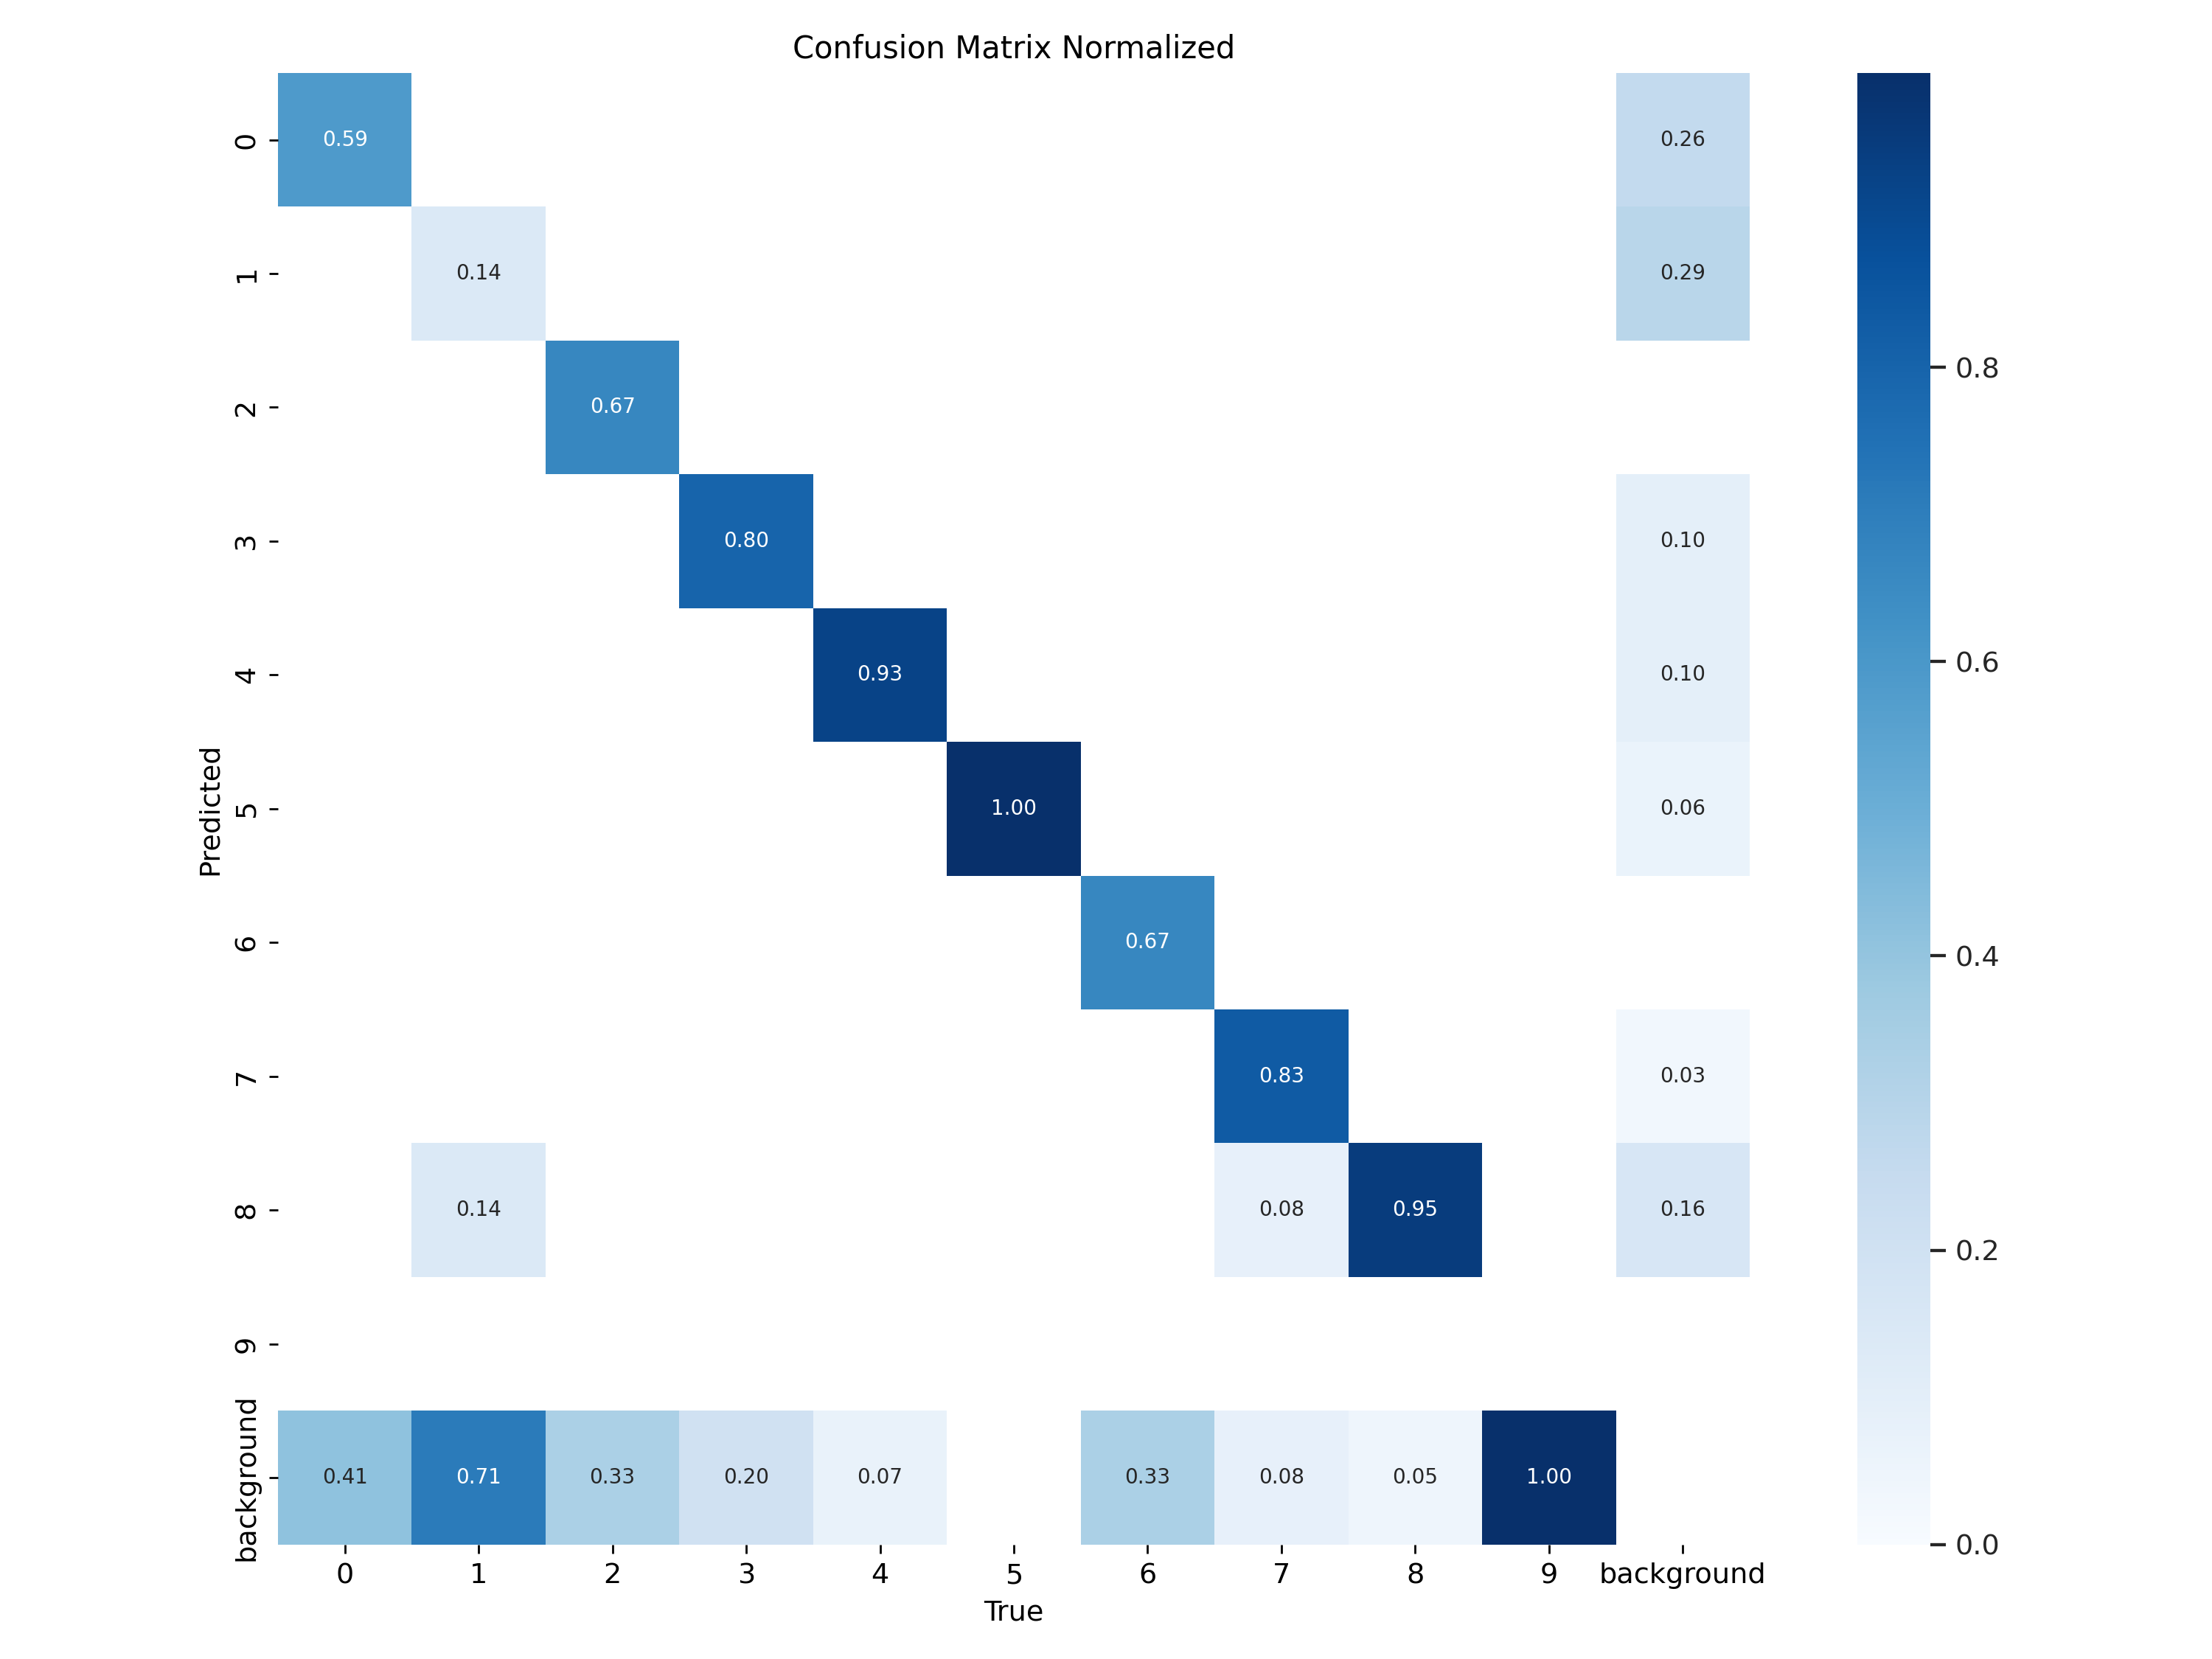 Confusion Matrix Normalized
0 0.59 0.26
1 0.14 0.29
2 0.67
3 0.80 0.10
4 0.93 0.10
5 1.00 0.06
6 0.67
7 0.83 0.03
8 0.14 0.08 0.95 0.16
9
background 0.41 0.71 0.33 0.20 0.07 0.33 0.08 0.05 1.00
0 1 2 3 4 5 6 7 8 9 background
True
Predicted
0.8
0.6
0.4
0.2
0.0